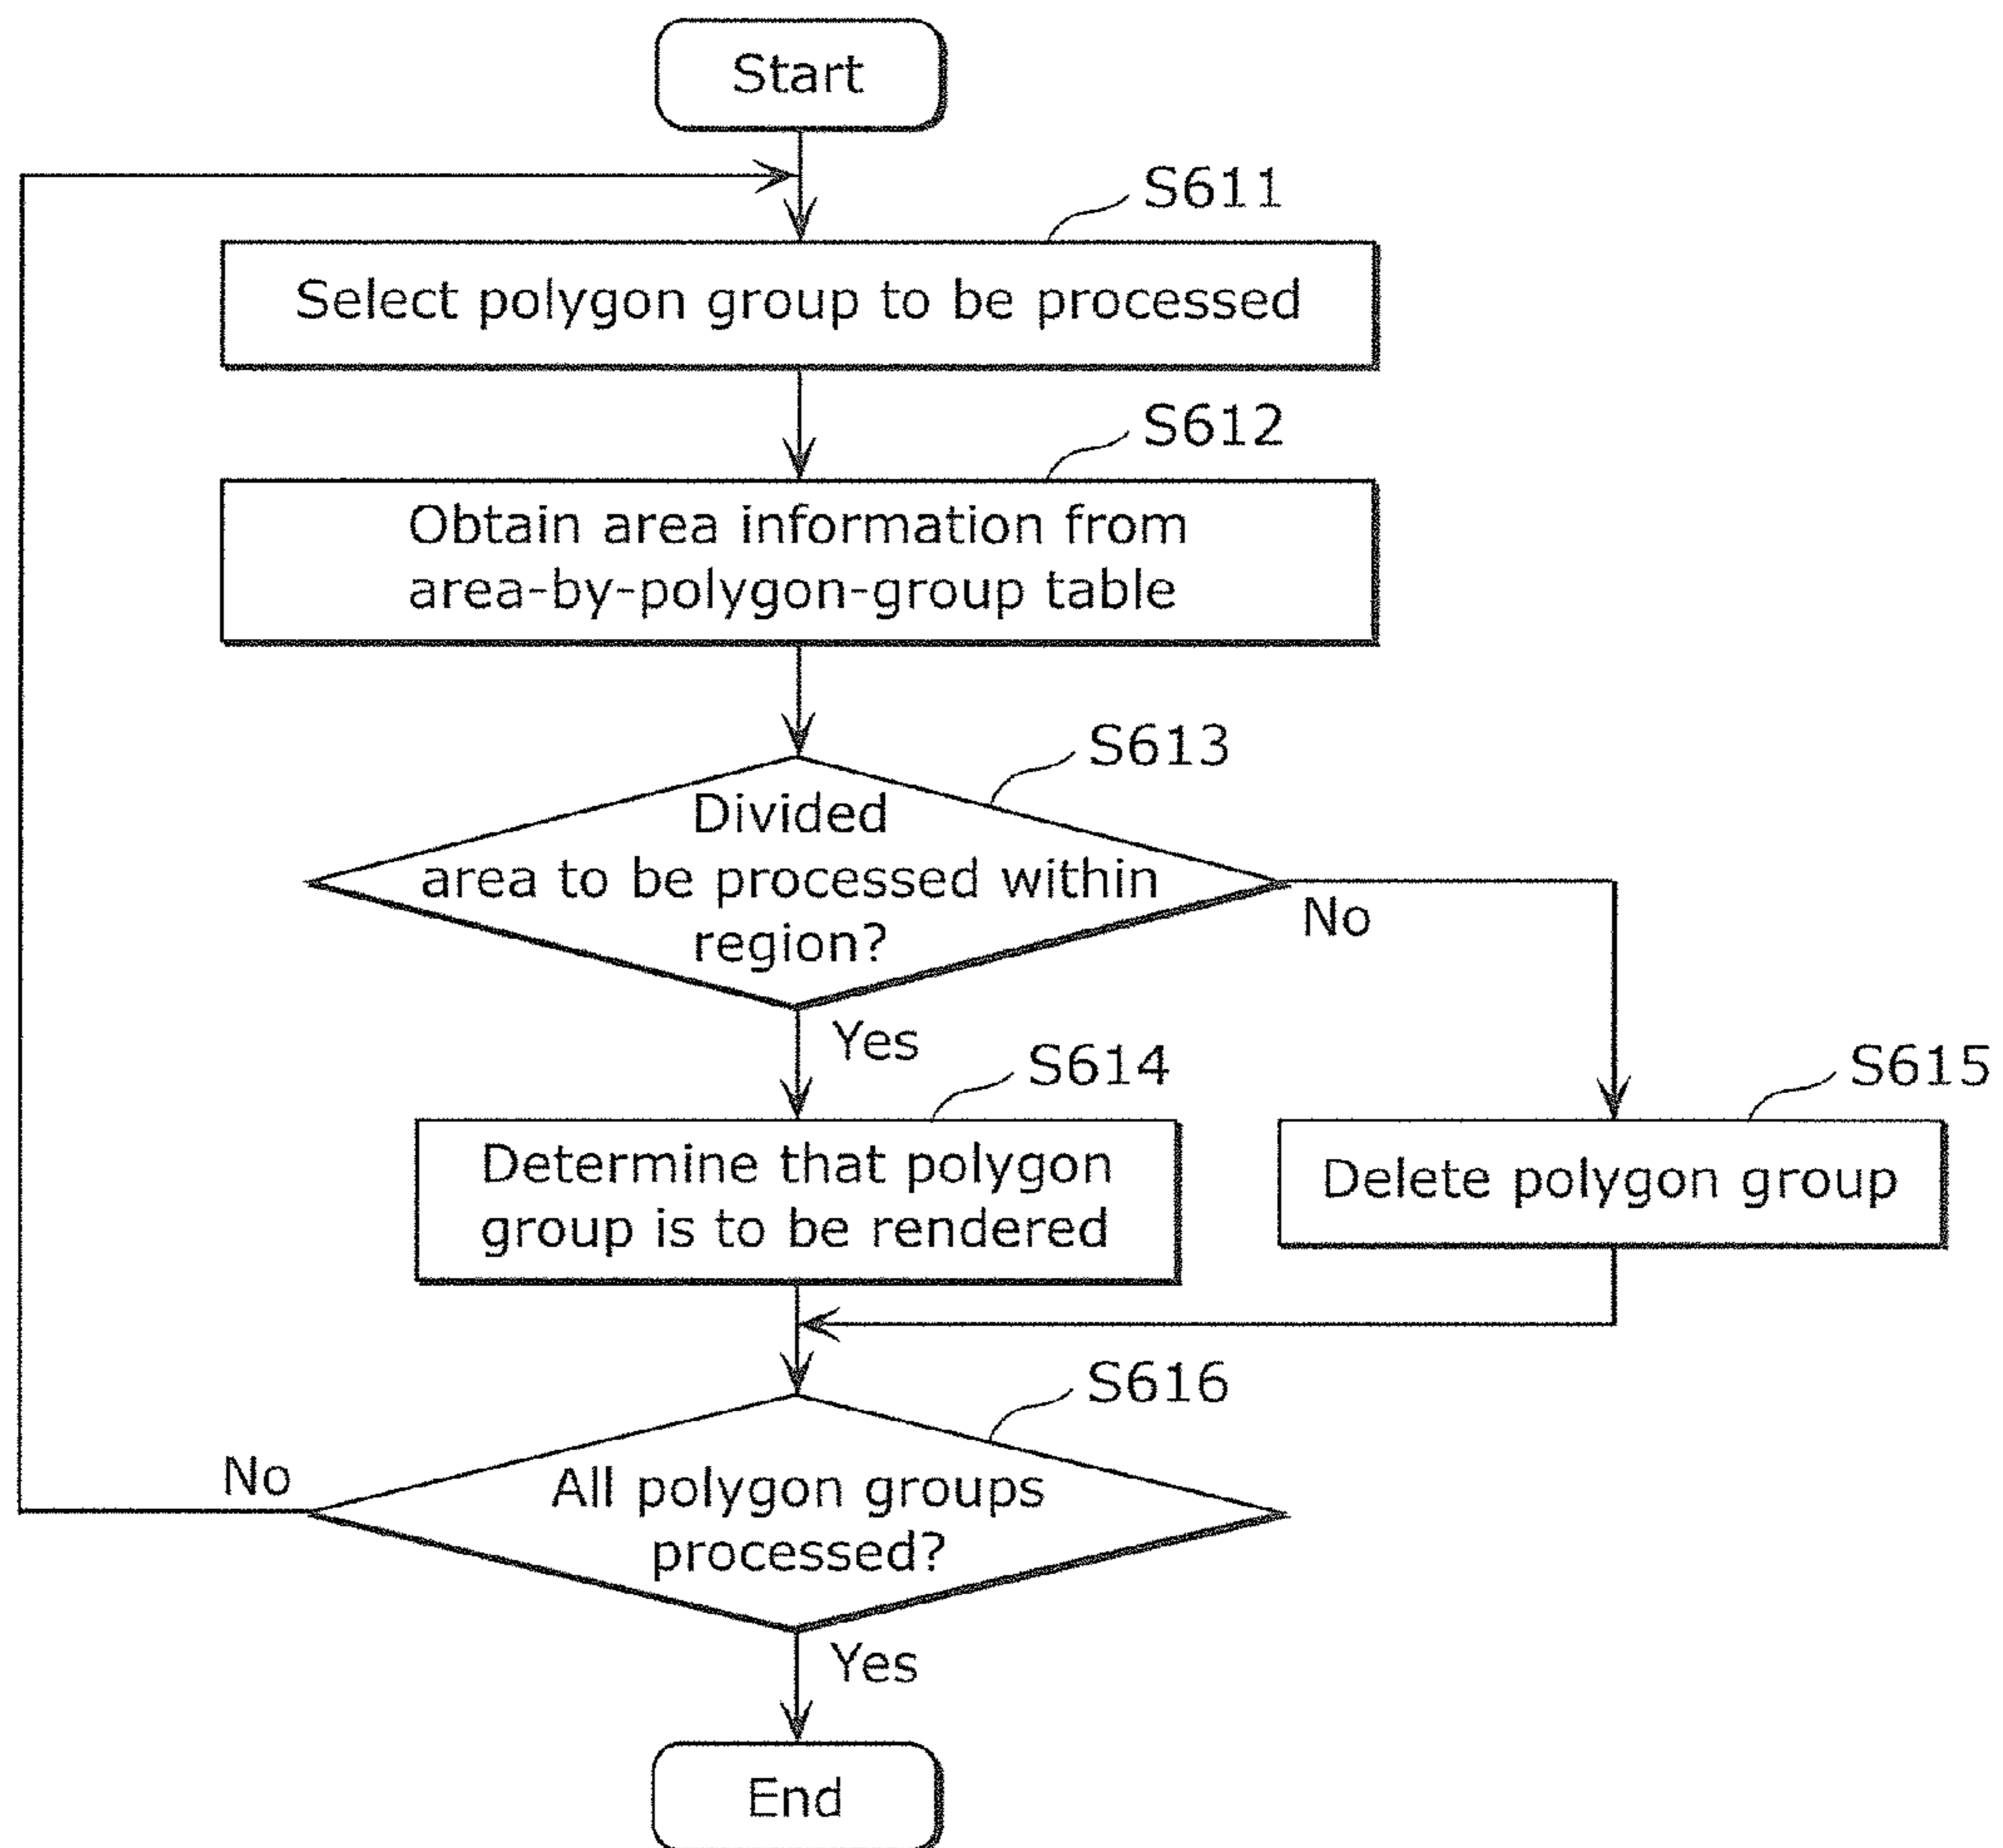 Start
S611
Select polygon group to be processed
S612
Obtain area information from
area-by-polygon-group table
S613
Divided
area to be processed within
region?
No
Yes
S614
S615
Determine that polygon
group is to be rendered
Delete polygon group
S616
No
All polygon groups
processed?
Yes
End